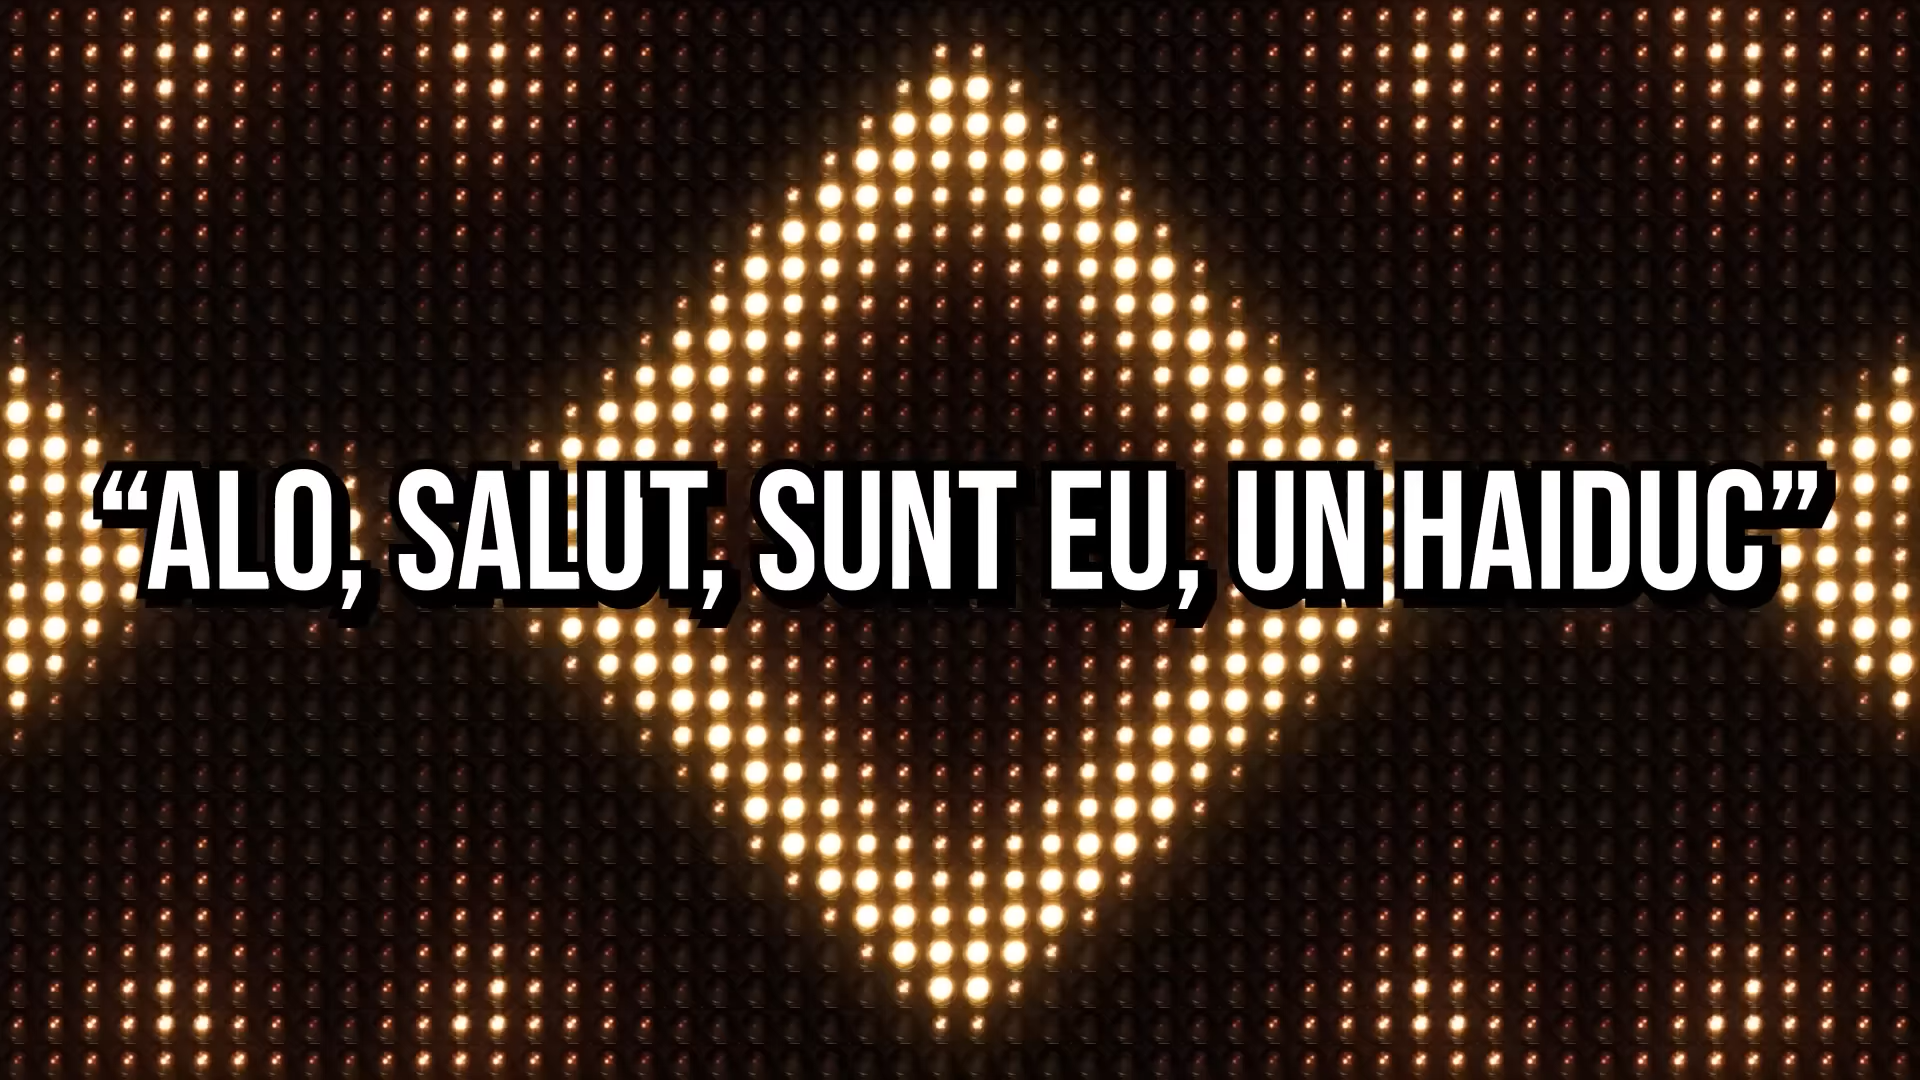 “ALO, SALUT, SUNT EU, UN HAIDUC”